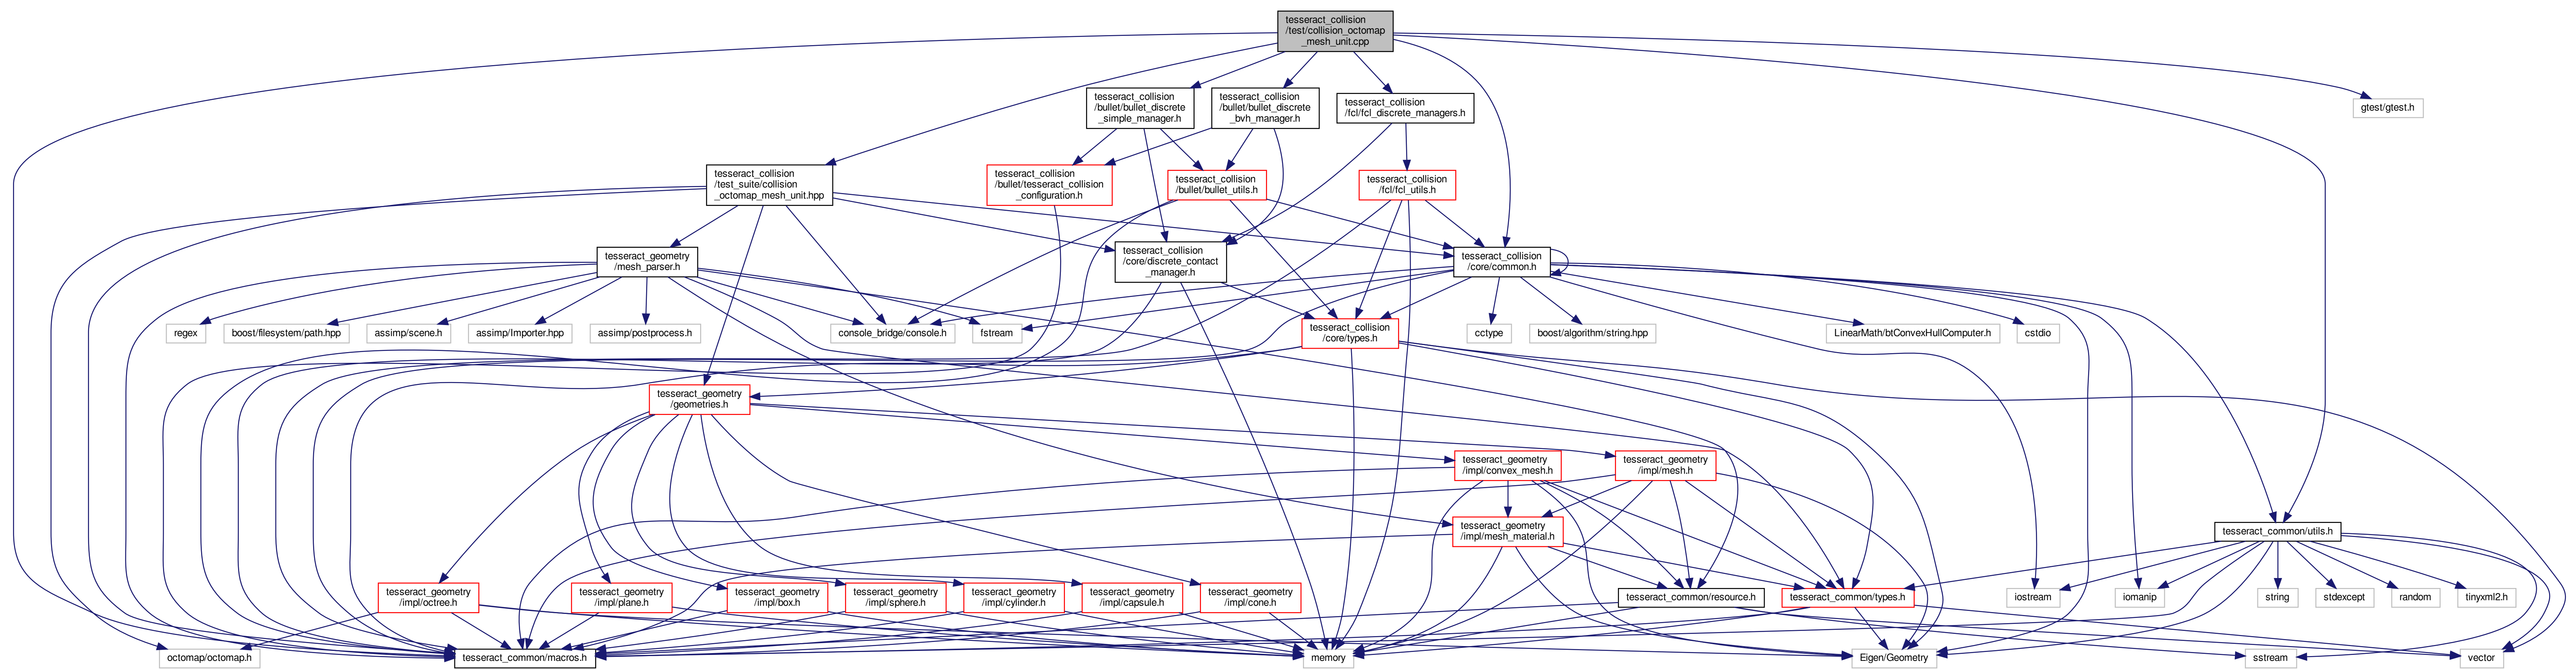 tesseract_collision
/test/collision_octomap
_mesh_unit.cpp
tesseract_collision
/bullet/bullet_discrete
_simple_manager.h
tesseract_collision
/bullet/bullet_discrete
_bvh_manager.h
tesseract_collision
/fcl/fcl_discrete_managers.h
gtest/gtest.h
tesseract_collision
/test_suite/collision
_octomap_mesh_unit.hpp
tesseract_collision
/bullet/tesseract_collision
_configuration.h
tesseract_collision
/bullet/bullet_utils.h
tesseract_collision
/fcl/fcl_utils.h
tesseract_geometry
/mesh_parser.h
tesseract_collision
/core/discrete_contact
_manager.h
tesseract_collision
/core/common.h
regex
boost/filesystem/path.hpp
assimp/scene.h
assimp/Importer.hpp
assimp/postprocess.h
console_bridge/console.h
fstream
tesseract_collision
/core/types.h
cctype
boost/algorithm/string.hpp
LinearMath/btConvexHullComputer.h
cstdio
tesseract_geometry
/geometries.h
tesseract_geometry
/impl/convex_mesh.h
tesseract_geometry
/impl/mesh.h
tesseract_geometry
/impl/mesh_material.h
tesseract_common/utils.h
tesseract_geometry
/impl/octree.h
tesseract_geometry
/impl/plane.h
tesseract_geometry
/impl/box.h
tesseract_geometry
/impl/sphere.h
tesseract_geometry
/impl/cylinder.h
tesseract_geometry
/impl/capsule.h
tesseract_geometry
/impl/cone.h
tesseract_common/resource.h
tesseract_common/types.h
iostream
iomanip
string
stdexcept
random
tinyxml2.h
octomap/octomap.h
tesseract_common/macros.h
memory
Eigen/Geometry
sstream
vector